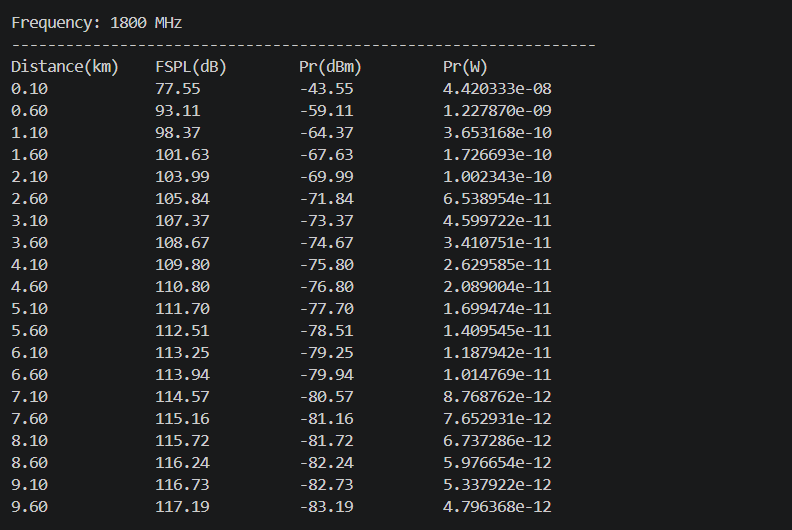 Frequency: 1800 MHz
-----------------------------------------------------------------
Distance(km)    FSPL(dB)        Pr(dBm)         Pr(W)
0.10            77.55           -43.55          4.420333e-08
0.60            93.11           -59.11          1.227870e-09
1.10            98.37           -64.37          3.653168e-10
1.60            101.63          -67.63          1.726693e-10
2.10            103.99          -69.99          1.002343e-10
2.60            105.84          -71.84          6.538954e-11
3.10            107.37          -73.37          4.599722e-11
3.60            108.67          -74.67          3.410751e-11
4.10            109.80          -75.80          2.629585e-11
4.60            110.80          -76.80          2.089004e-11
5.10            111.70          -77.70          1.699474e-11
5.60            112.51          -78.51          1.409545e-11
6.10            113.25          -79.25          1.187942e-11
6.60            113.94          -79.94          1.014769e-11
7.10            114.57          -80.57          8.768762e-12
7.60            115.16          -81.16          7.652931e-12
8.10            115.72          -81.72          6.737286e-12
8.60            116.24          -82.24          5.976654e-12
9.10            116.73          -82.73          5.337922e-12
9.60            117.19          -83.19          4.796368e-12